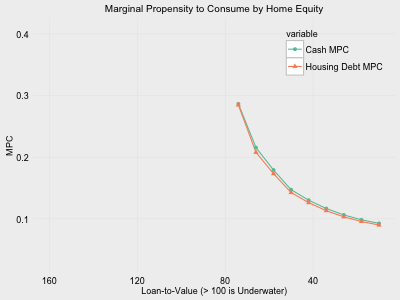 Marginal Propensity to Consume by Home Equity
variable
Cash MPC
Housing Debt MPC
MPC
0.4
0.3
0.2
0.1
160 120 80 40
Loan-to-Value (> 100 is Underwater)